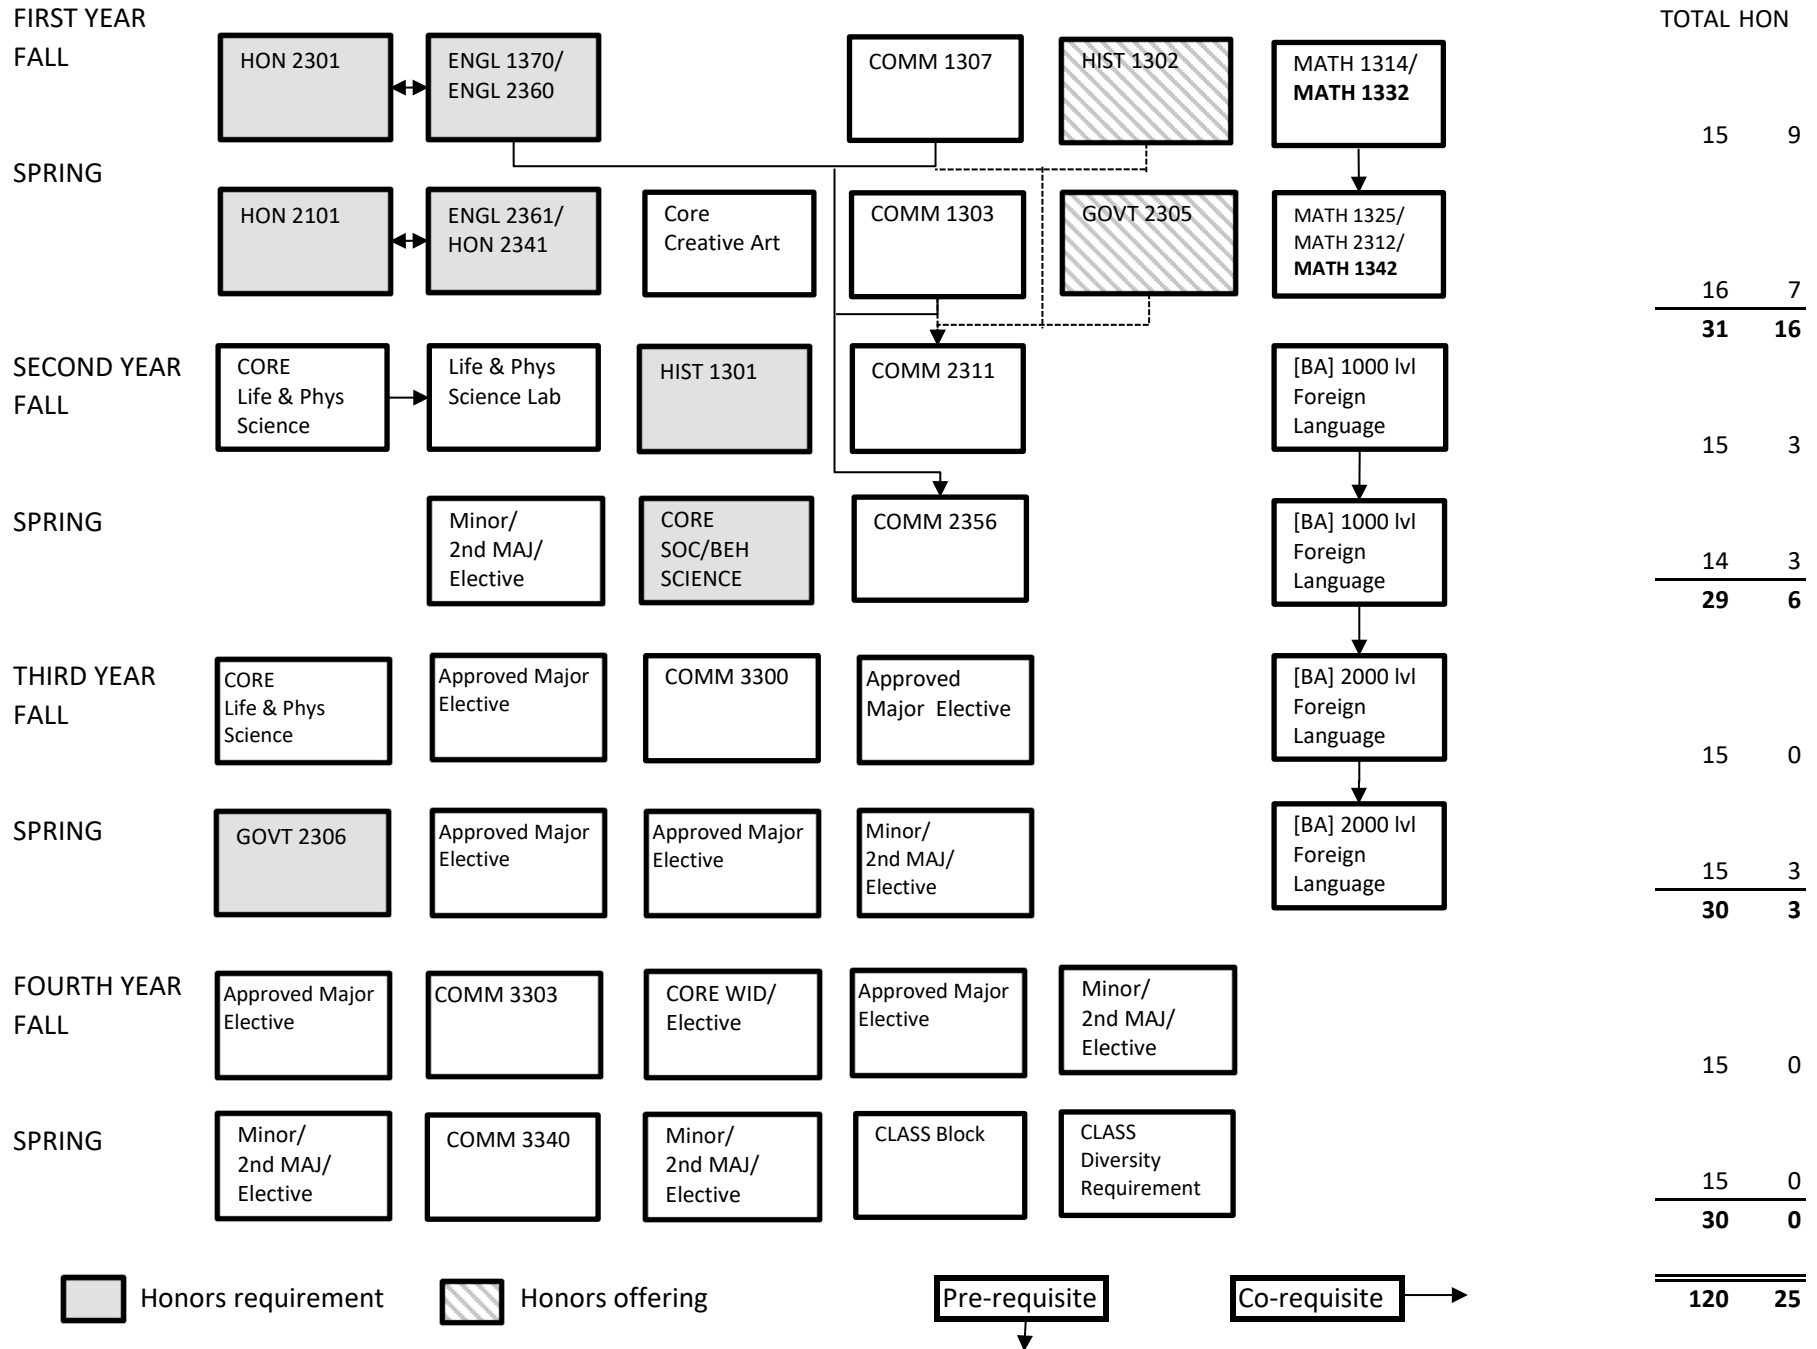 FIRST YEAR
FALL
TOTAL HON
HON 2301
ENGL 1370/
ENGL 2360
COMM 1307
HIST 1302
MATH 1314/
MATH 1332
15 9
SPRING
HON 2101
ENGL 2361/
HON 2341
Core
Creative Art
COMM 1303
GOVT 2305
MATH 1325/
MATH 2312/
MATH 1342
16 7
31 16
SECOND YEAR
FALL
CORE
Life & Phys
Science
Life & Phys
Science Lab
HIST 1301
COMM 2311
[BA] 1000 lvl
Foreign
Language
15 3
SPRING
Minor/
2nd MAJ/
Elective
CORE
SOC/BEH
SCIENCE
COMM 2356
[BA] 1000 lvl
Foreign
Language
14 3
29 6
THIRD YEAR
FALL
CORE
Life & Phys
Science
Approved Major
Elective
COMM 3300
Approved
Major Elective
[BA] 2000 lvl
Foreign
Language
15 0
SPRING
GOVT 2306
Approved Major
Elective
Approved Major
Elective
Minor/
2nd MAJ/
Elective
[BA] 2000 lvl
Foreign
Language
15 3
30 3
FOURTH YEAR
FALL
Approved Major
Elective
COMM 3303
CORE WID/
Elective
Approved Major
Elective
Minor/
2nd MAJ/
Elective
15 0
SPRING
Minor/
2nd MAJ/
Elective
COMM 3340
Minor/
2nd MAJ/
Elective
CLASS Block
CLASS
Diversity
Requirement
15 0
30 0
Honors requirement
Honors offering
Pre-requisite
Co-requisite
120 25